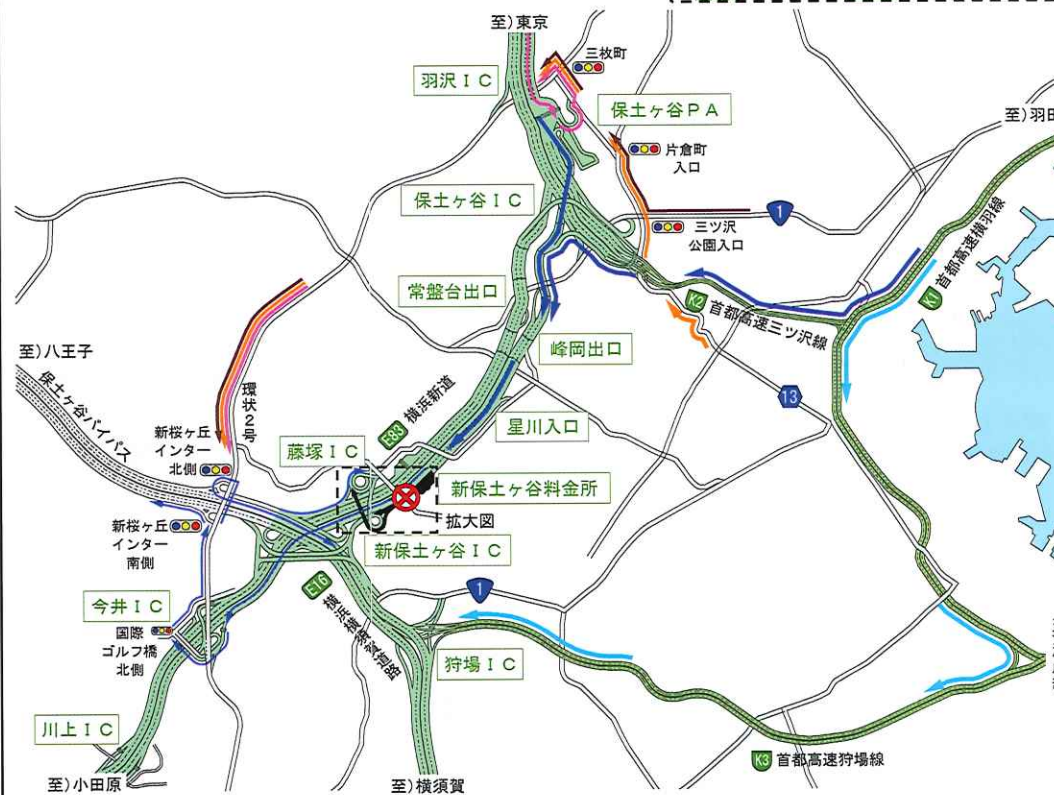 至)東京
三枚町
羽沢IC
保土ヶ谷PA
至)羽田
片倉町
入口
保土ヶ谷IC
1
三ツ沢
公園入口
K1
首都高速横羽線
常盤台出口
K2
首都高速三ツ沢線
峰岡出口
至)八王子
保土ヶ谷バイパス
環状2号
13
E83
横浜新道
星川入口
新桜ヶ丘
インター
北側
藤塚IC
新保土ヶ谷料金所
拡大図
新桜ヶ丘
インター
南側
新保土ヶ谷IC
E16
横浜横須賀道路
1
今井IC
国際
ゴルフ橋
北側
狩場IC
川上IC
K3
首都高速狩場線
至)小田原
至)横須賀